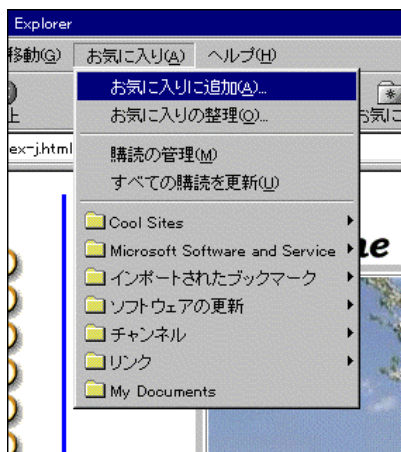 Explorer
移動(G) お気に入り(A) ヘルプ(H)
お気に入りに追加(A)...
お気に入りの整理(O)...
お気に
ex-j.html
購読の管理(M)
すべての購読を更新(U)
Cool Sites
Microsoft Software and Service
インポートされたブックマーク
ソフトウェアの更新
チャンネル
リンク
My Documents